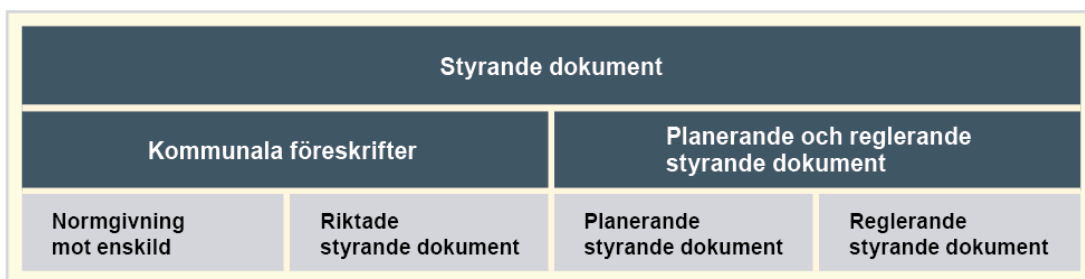 Styrande dokument
Kommunala föreskrifter
Planerande och reglerande
styrande dokument
Normgivning
mot enskild
Riktade
styrande dokument
Planerande
styrande dokument
Reglerande
styrande dokument